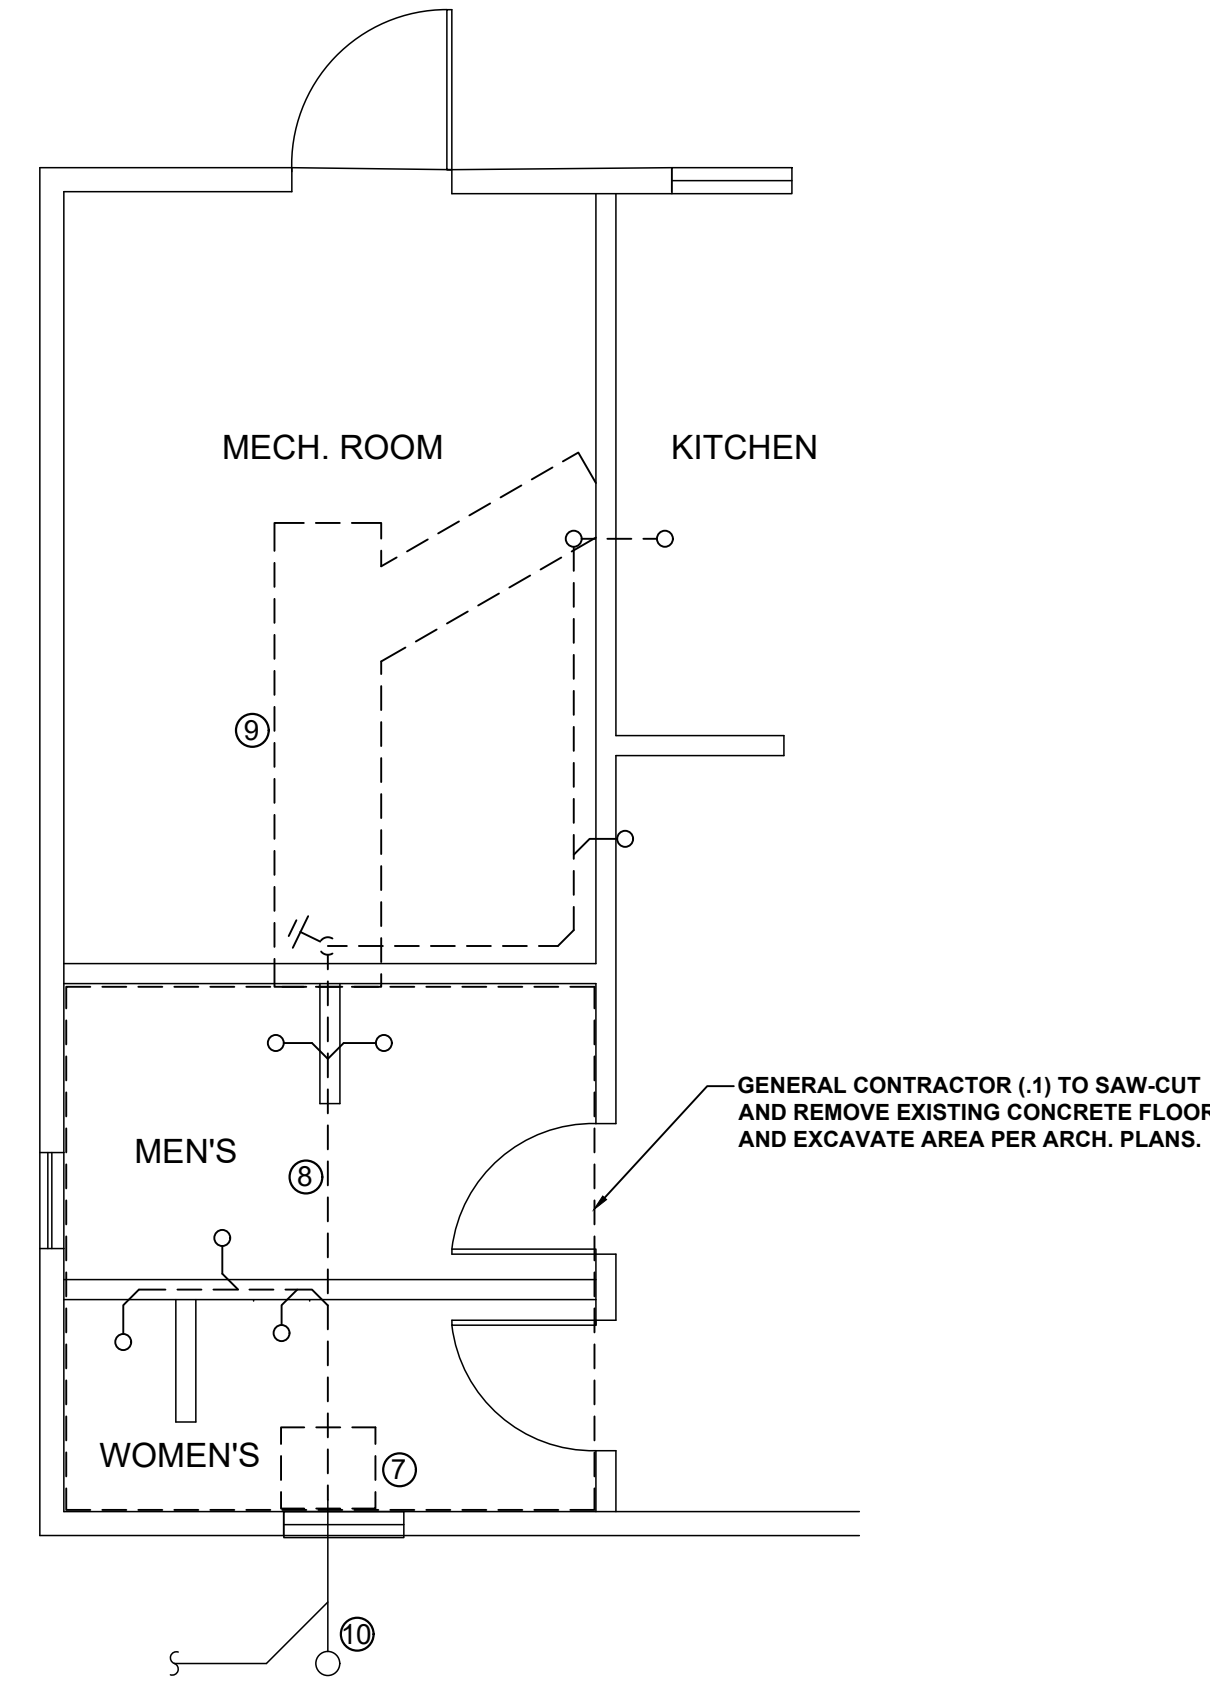 MECH. ROOM
KITCHEN
9
GENERAL CONTRACTOR (.1) TO SAW-CUT
AND REMOVE EXISTING CONCRETE FLOOR
AND EXCAVATE AREA PER ARCH. PLANS.
MEN'S
8
WOMEN'S
7
10